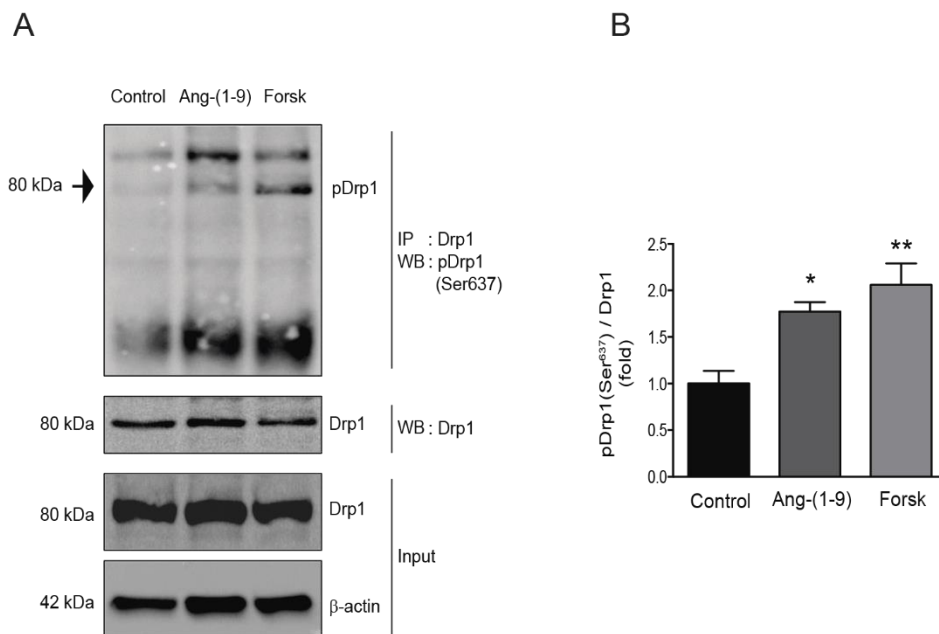 A
Control Ang-(1-9) Forsk
80 kDa
pDrp1
IP : Drp1
WB : pDrp1
(Ser637)
80 kDa
Drp1
WB : Drp1
80 kDa
Drp1
Input
42 kDa
β-actin
B
pDrp1(Ser⁶³⁷) / Drp1
(fold)
2.5
2.0
1.5
1.0
0.5
0.0
*
**
Control Ang-(1-9) Forsk